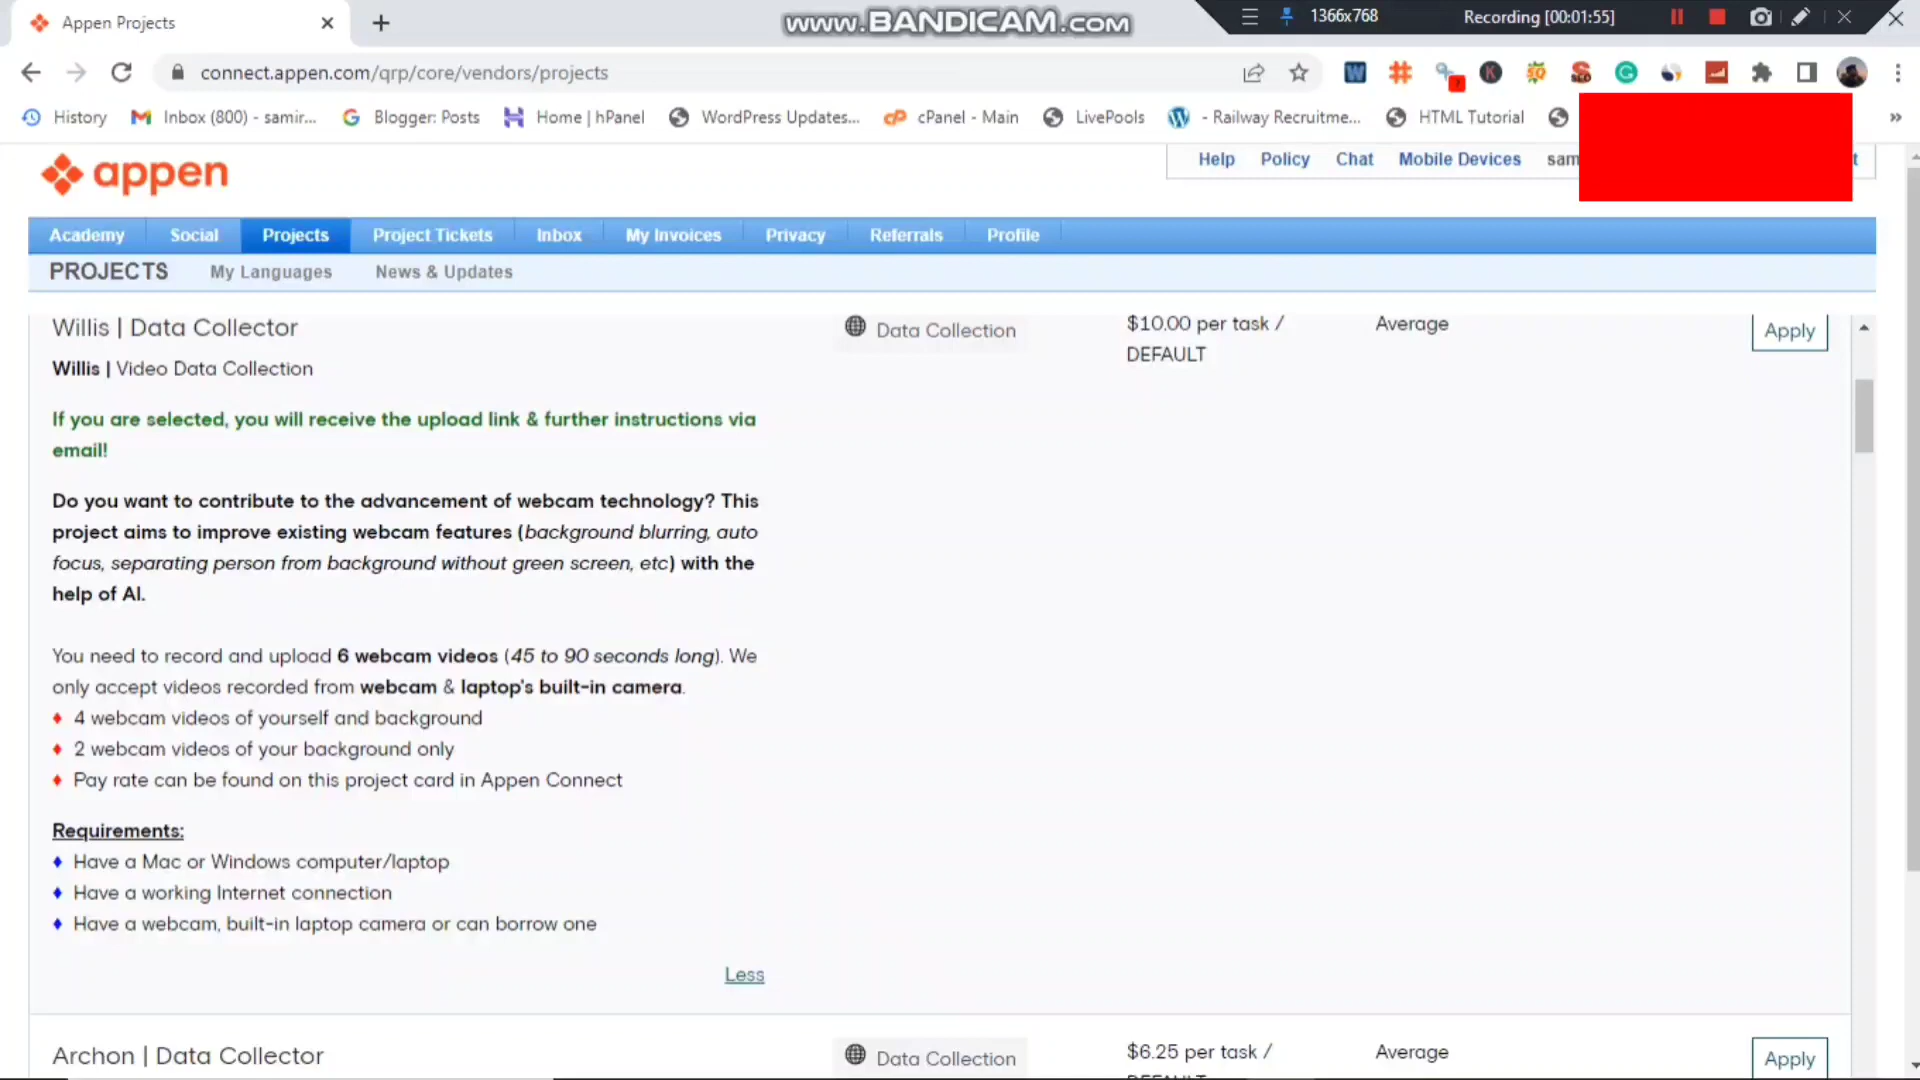 Appen Projects
www.BANDICAM.com
1366x768
Recording [00:01:55]
connect.appen.com/qrp/core/vendors/projects
History
Inbox (800) - samir...
Blogger: Posts
Home | hPanel
WordPress Updates...
cPanel - Main
LivePools
- Railway Recruitme...
HTML Tutorial
»
appen
Help
Policy
Chat
Mobile Devices
sam
Academy
Social
Projects
Project Tickets
Inbox
My Invoices
Privacy
Referrals
Profile
PROJECTS
My Languages
News & Updates
Willis | Data Collector
Data Collection
$10.00 per task /
DEFAULT
Average
Apply
Willis | Video Data Collection
If you are selected, you will receive the upload link & further instructions via
email!
Do you want to contribute to the advancement of webcam technology? This
project aims to improve existing webcam features (background blurring, auto
focus, separating person from background without green screen, etc) with the
help of AI.
You need to record and upload 6 webcam videos (45 to 90 seconds long). We
only accept videos recorded from webcam & laptop's built-in camera.
♦ 4 webcam videos of yourself and background
♦ 2 webcam videos of your background only
♦ Pay rate can be found on this project card in Appen Connect
Requirements:
♦ Have a Mac or Windows computer/laptop
♦ Have a working Internet connection
♦ Have a webcam, built-in laptop camera or can borrow one
Less
Archon | Data Collector
Data Collection
$6.25 per task /
Average
Apply